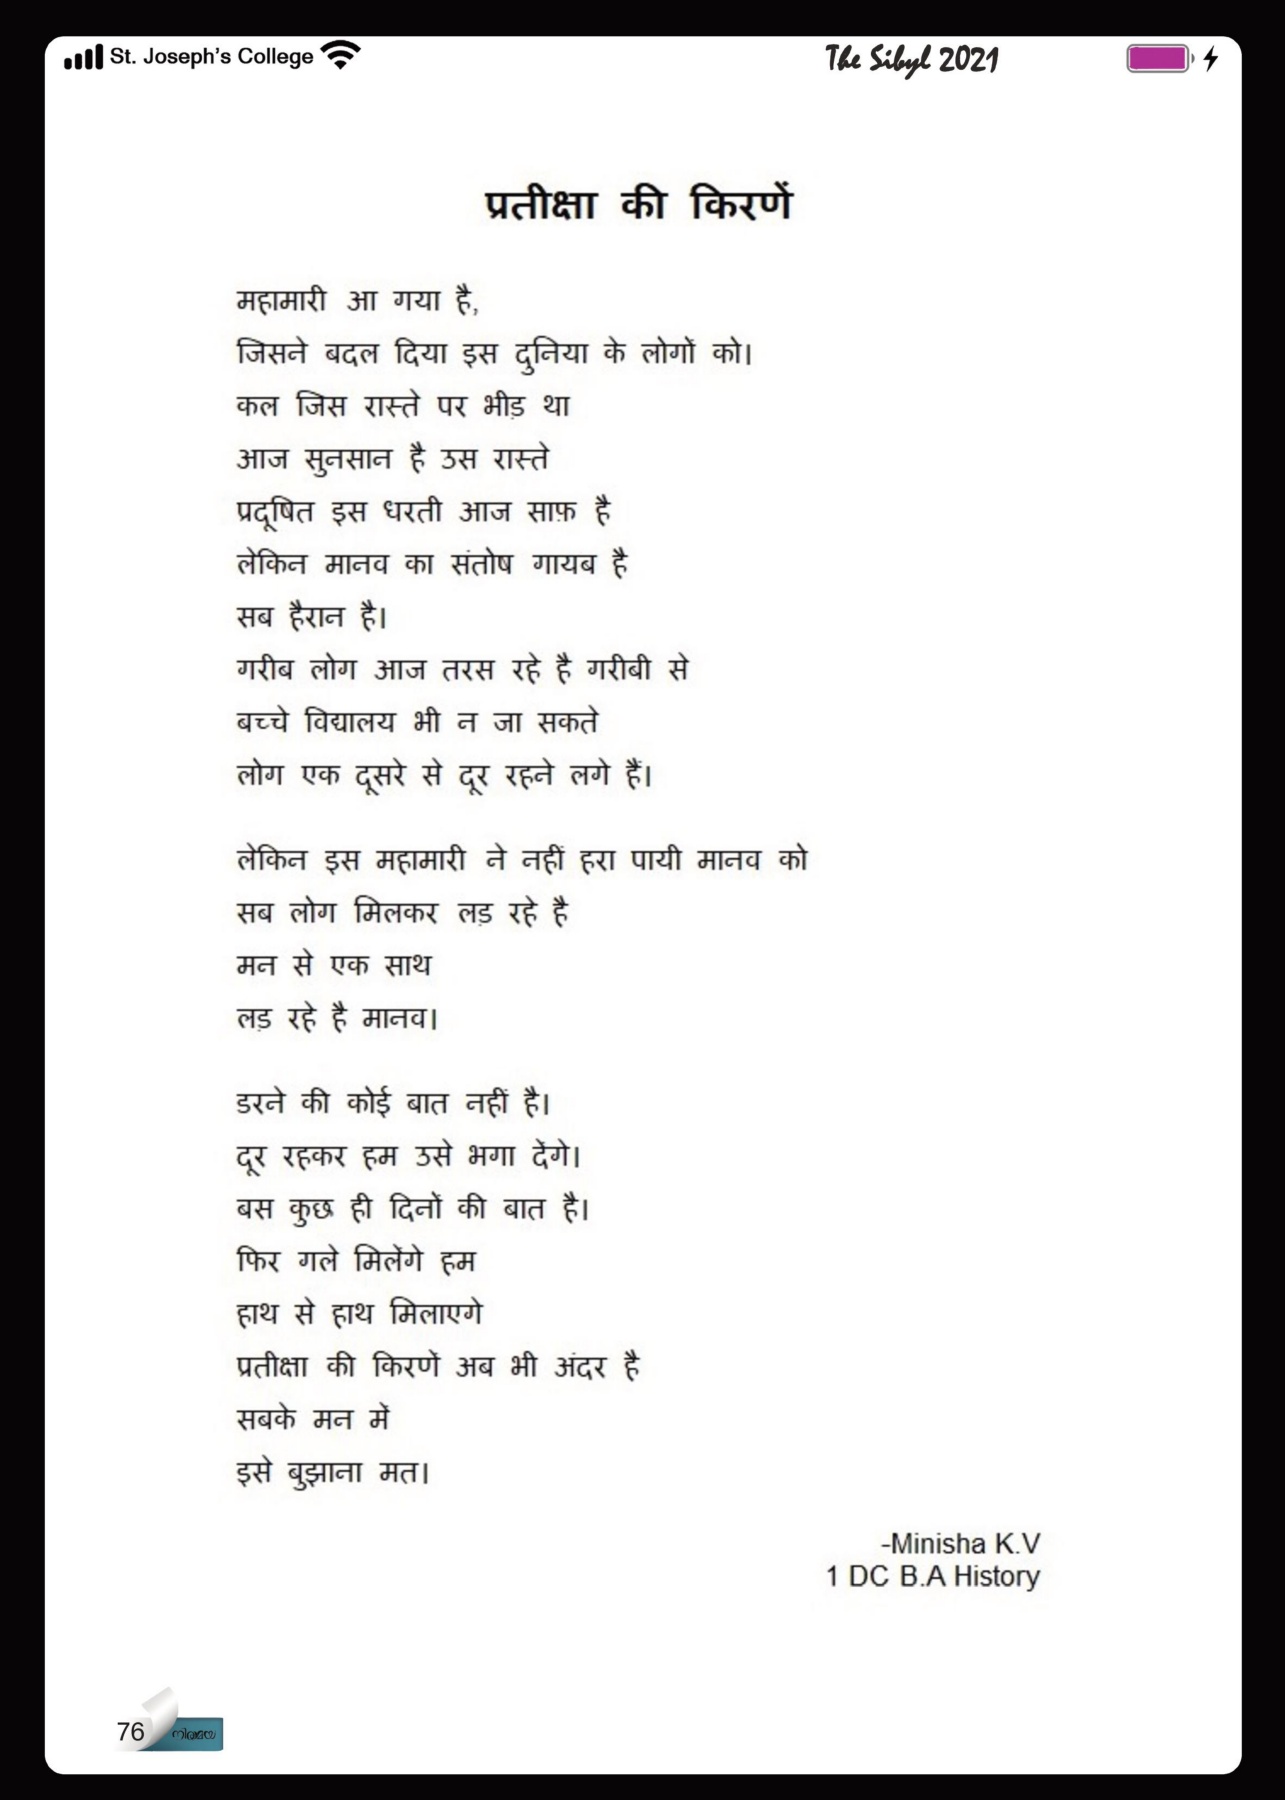 St. Joseph's College
The Sibyl 2021
प्रतीक्षा की किरणें
महामारी आ गया है,
जिसने बदल दिया इस दुनिया के लोगों को।
कल जिस रास्ते पर भीड़ था
आज सुनसान है उस रास्ते
प्रदूषित इस धरती आज साफ़ है
लेकिन मानव का संतोष गायब है
सब हैरान है।
गरीब लोग आज तरस रहे है गरीबी से
बच्चे विद्यालय भी न जा सकते
लोग एक दूसरे से दूर रहने लगे हैं।
लेकिन इस महामारी ने नहीं हरा पायी मानव को
सब लोग मिलकर लड़ रहे है
मन से एक साथ
लड़ रहे है मानव।
डरने की कोई बात नहीं है।
दूर रहकर हम उसे भगा देंगे।
बस कुछ ही दिनों की बात है।
फिर गले मिलेंगे हम
हाथ से हाथ मिलाएगे
प्रतीक्षा की किरणें अब भी अंदर है
सबके मन में
इसे बुझाना मत।
-Minisha K.V
1 DC B.A History
76